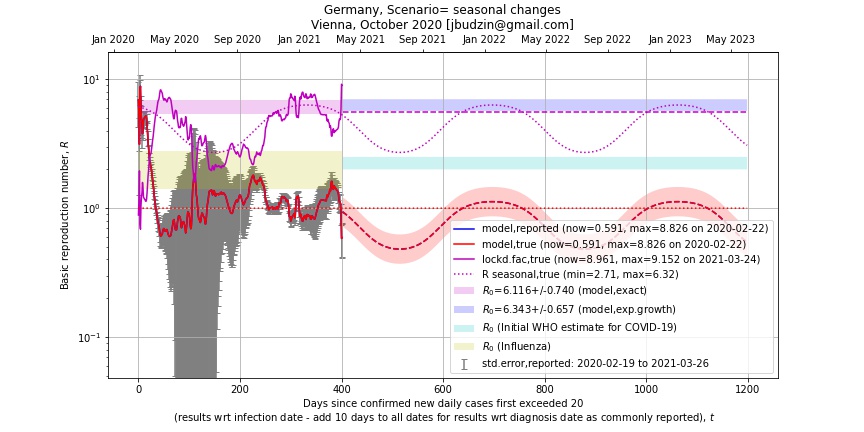 Germany, Scenario= seasonal changes
Vienna, October 2020 [jbudzin@gmail.com]
Jan 2020 May 2020 Sep 2020 Jan 2021 May 2021 Sep 2021 Jan 2022 May 2022 Sep 2022 Jan 2023 May 2023
Basic reproduction number, R
10¹
10⁰
10⁻¹
model,reported (now=0.591, max=8.826 on 2020-02-22)
model,true (now=0.591, max=8.826 on 2020-02-22)
lockd.fac,true (now=8.961, max=9.152 on 2021-03-24)
R seasonal,true (min=2.71, max=6.32)
R₀=6.116+/-0.740 (model,exact)
R₀=6.343+/-0.657 (model,exp.growth)
R₀ (Initial WHO estimate for COVID-19)
R₀ (Influenza)
std.error,reported: 2020-02-19 to 2021-03-26
0 200 400 600 800 1000 1200
Days since confirmed new daily cases first exceeded 20
(results wrt infection date - add 10 days to all dates for results wrt diagnosis date as commonly reported), t